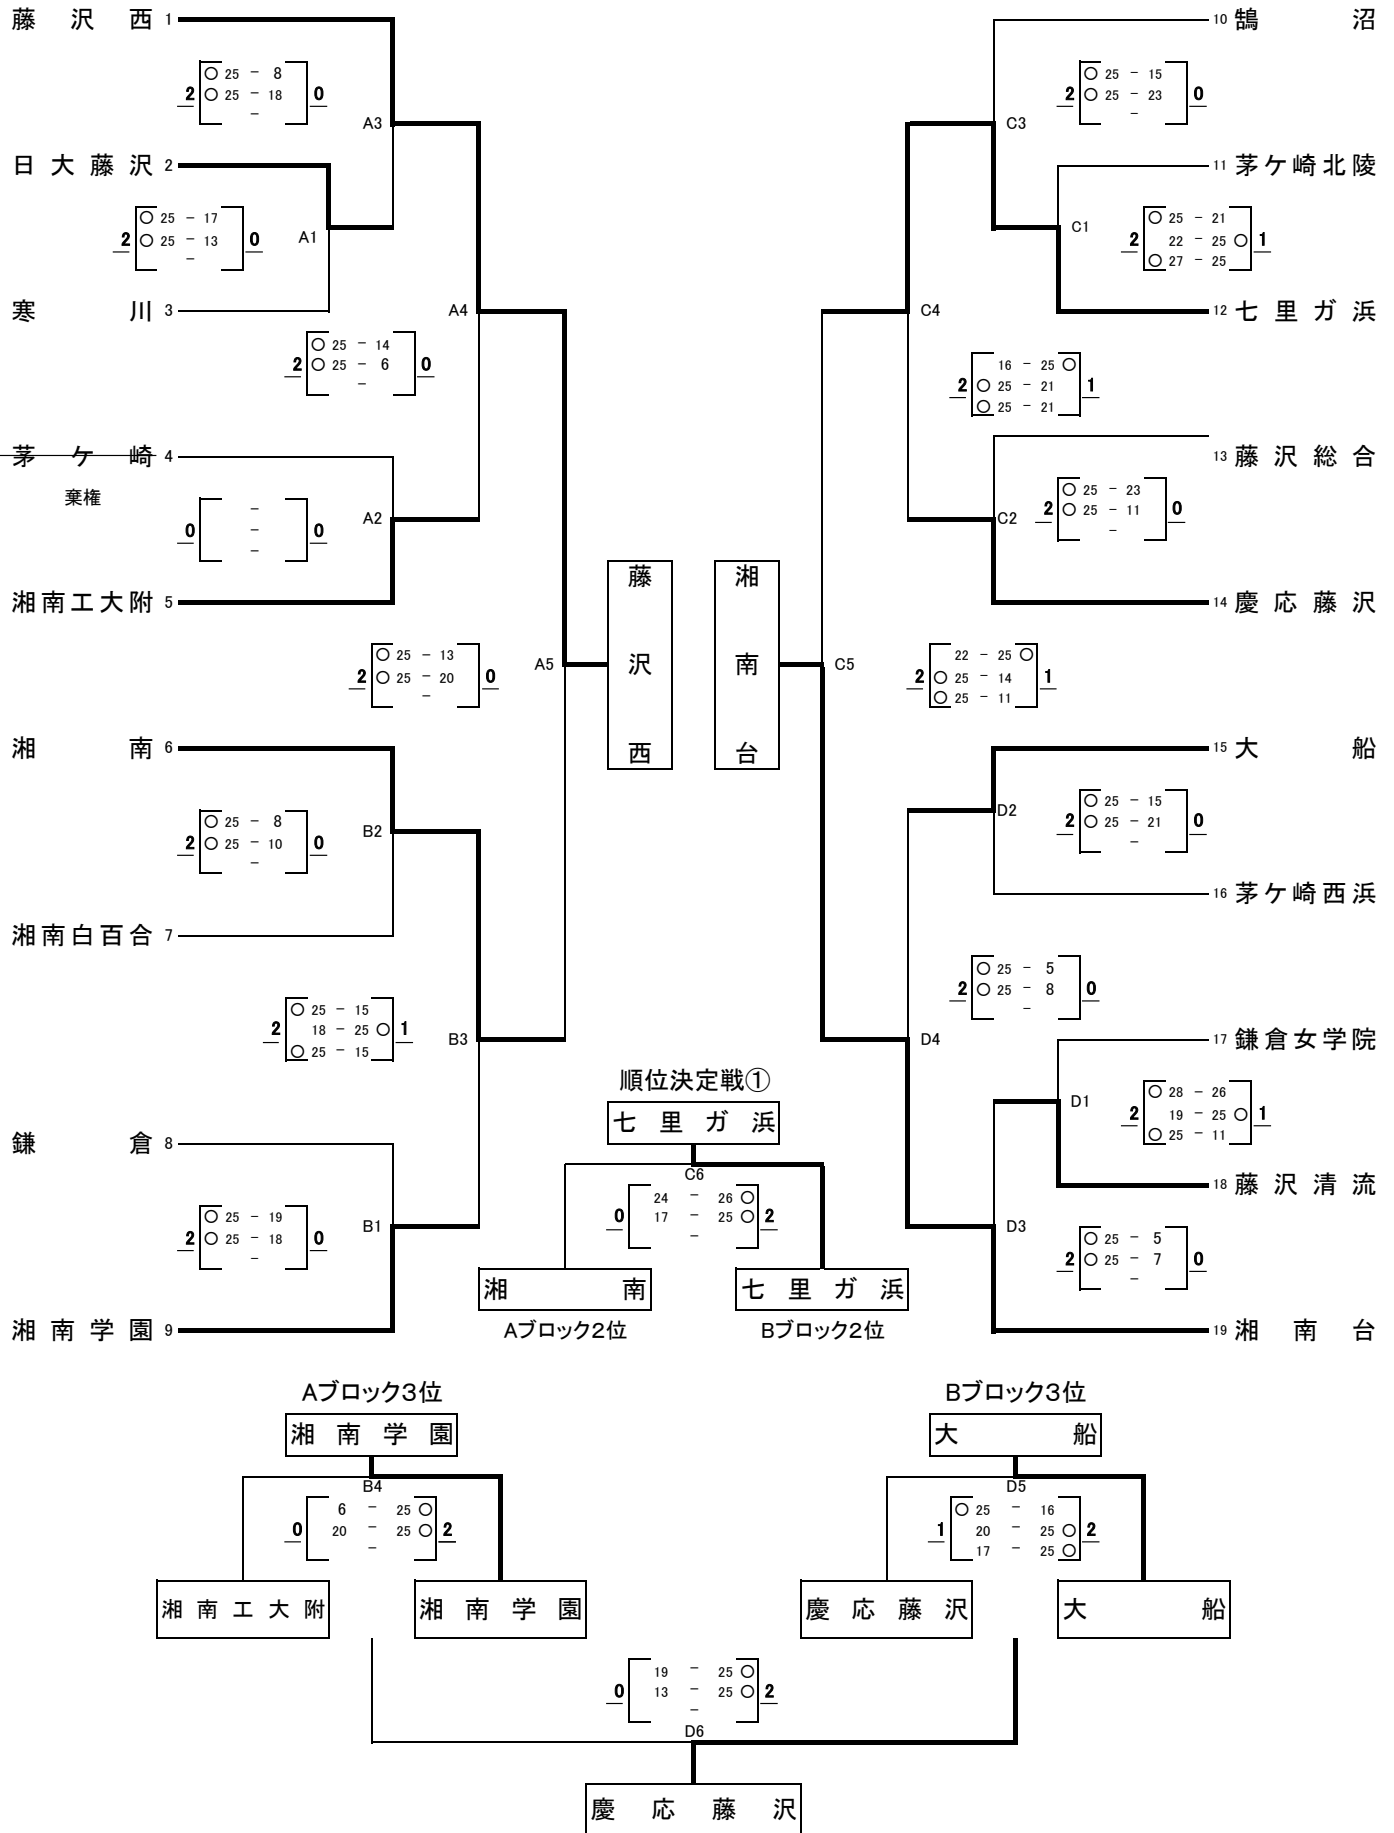 藤沢西 1
2 ○ 25 - 8 0
○ 25 - 18
-
A3
日大藤沢 2
2 ○ 25 - 17 0
○ 25 - 13
-
A1
寒川 3
A4
2 ○ 25 - 14 0
○ 25 - 6
-
茅ケ崎 4
棄権
0 - 0
-
-
A2
湘南工大附 5
2 ○ 25 - 13 0
○ 25 - 20
-
A5
藤沢西
湘南 6
2 ○ 25 - 8 0
○ 25 - 10
-
B2
湘南白百合 7
2 ○ 25 - 15 1
18 - 25 ○
○ 25 - 15
B3
鎌倉 8
2 ○ 25 - 19 0
○ 25 - 18
-
B1
湘南学園 9
10 鵠沼
2 ○ 25 - 15 0
○ 25 - 23
-
C3
11 茅ケ崎北陵
C1
2 ○ 25 - 21 1
22 - 25 ○
○ 27 - 25
12 七里ガ浜
C4
2 16 - 25 ○ 1
○ 25 - 21
○ 25 - 21
13 藤沢総合
C2
2 ○ 25 - 23 0
○ 25 - 11
-
14 慶応藤沢
湘南台
C5
2 22 - 25 ○ 1
○ 25 - 14
○ 25 - 11
15 大船
D2
2 ○ 25 - 15 0
○ 25 - 21
-
16 茅ケ崎西浜
2 ○ 25 - 5 0
○ 25 - 8
-
D4
17 鎌倉女学院
D1
2 ○ 28 - 26 1
19 - 25 ○
○ 25 - 11
18 藤沢清流
D3
2 ○ 25 - 5 0
○ 25 - 7
-
19 湘南台
順位決定戦①
七里ガ浜
C6
0 24 - 26 ○ 2
17 - 25 ○
-
湘南 七里ガ浜
Aブロック2位 Bブロック2位
Aブロック3位
湘南学園
B4
0 6 - 25 ○ 2
20 - 25 ○
-
湘南工大附 湘南学園
Bブロック3位
大船
D5
1 ○ 25 - 16 2
20 - 25 ○
17 - 25 ○
慶応藤沢 大船
0 19 - 25 ○ 2
13 - 25 ○
-
D6
慶応藤沢